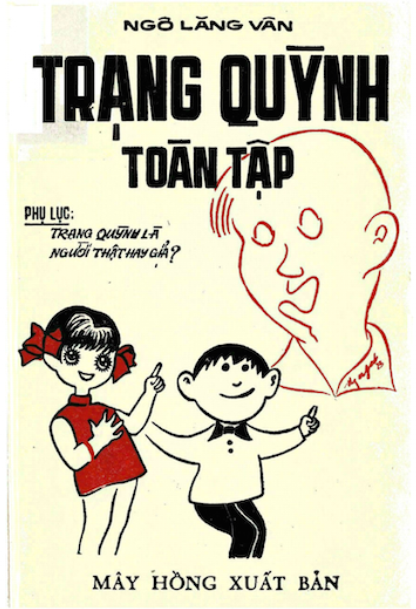 NGÔ LĂNG VÂN
TRẠNG QUỲNH
TOÀN TẬP
PHỤ LỤC:
TRẠNG QUỲNH LÀ
NGƯỜI THẬT HAY GIẢ?
MÂY HỒNG XUẤT BẢN